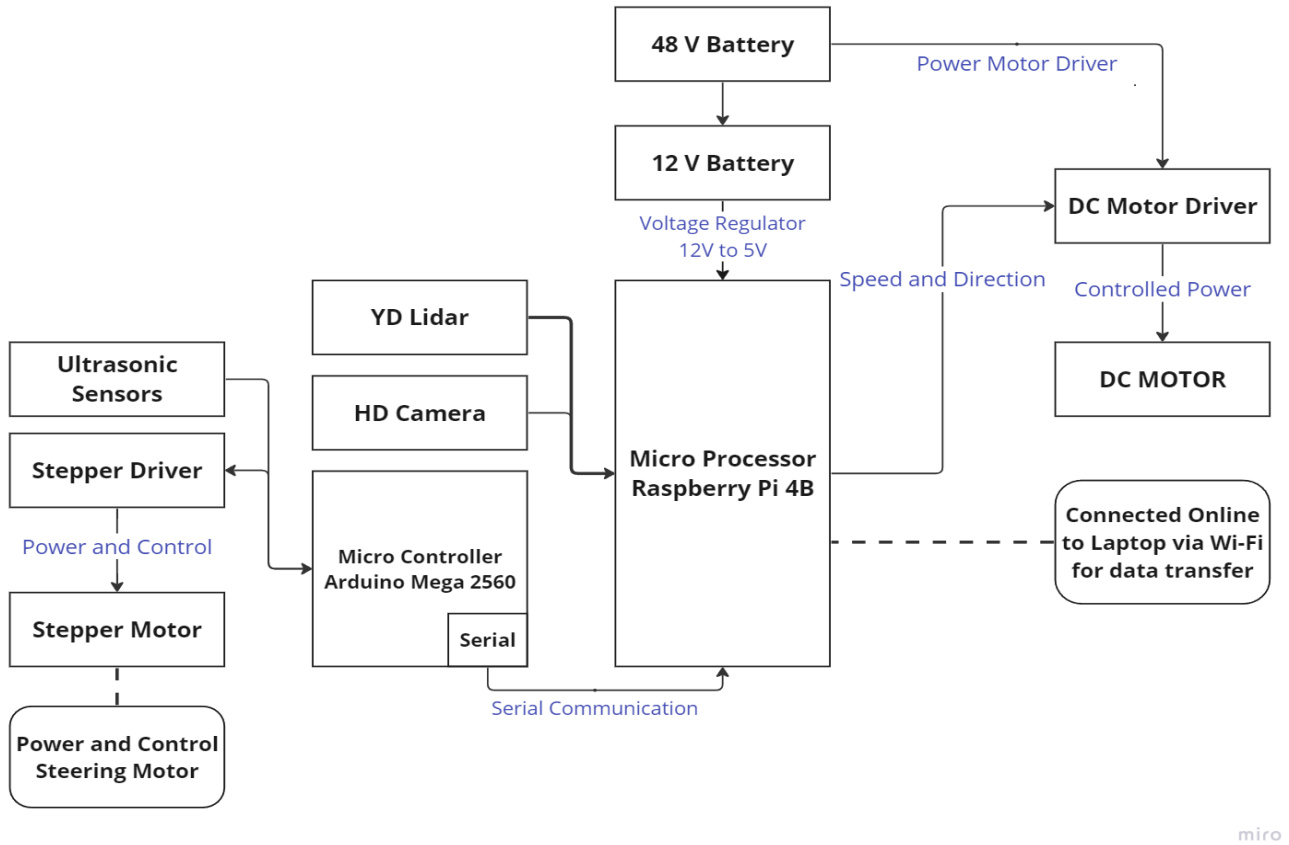 48 V Battery
Power Motor Driver
12 V Battery
DC Motor Driver
Voltage Regulator
12V to 5V
Speed and Direction
Controlled Power
YD Lidar
Ultrasonic
Sensors
DC MOTOR
HD Camera
Stepper Driver
Micro Processor
Raspberry Pi 4B
Connected Online
to Laptop via Wi-Fi
for data transfer
Power and Control
Micro Controller
Arduino Mega 2560
Stepper Motor
Serial
Serial Communication
Power and Control
Steering Motor
miro